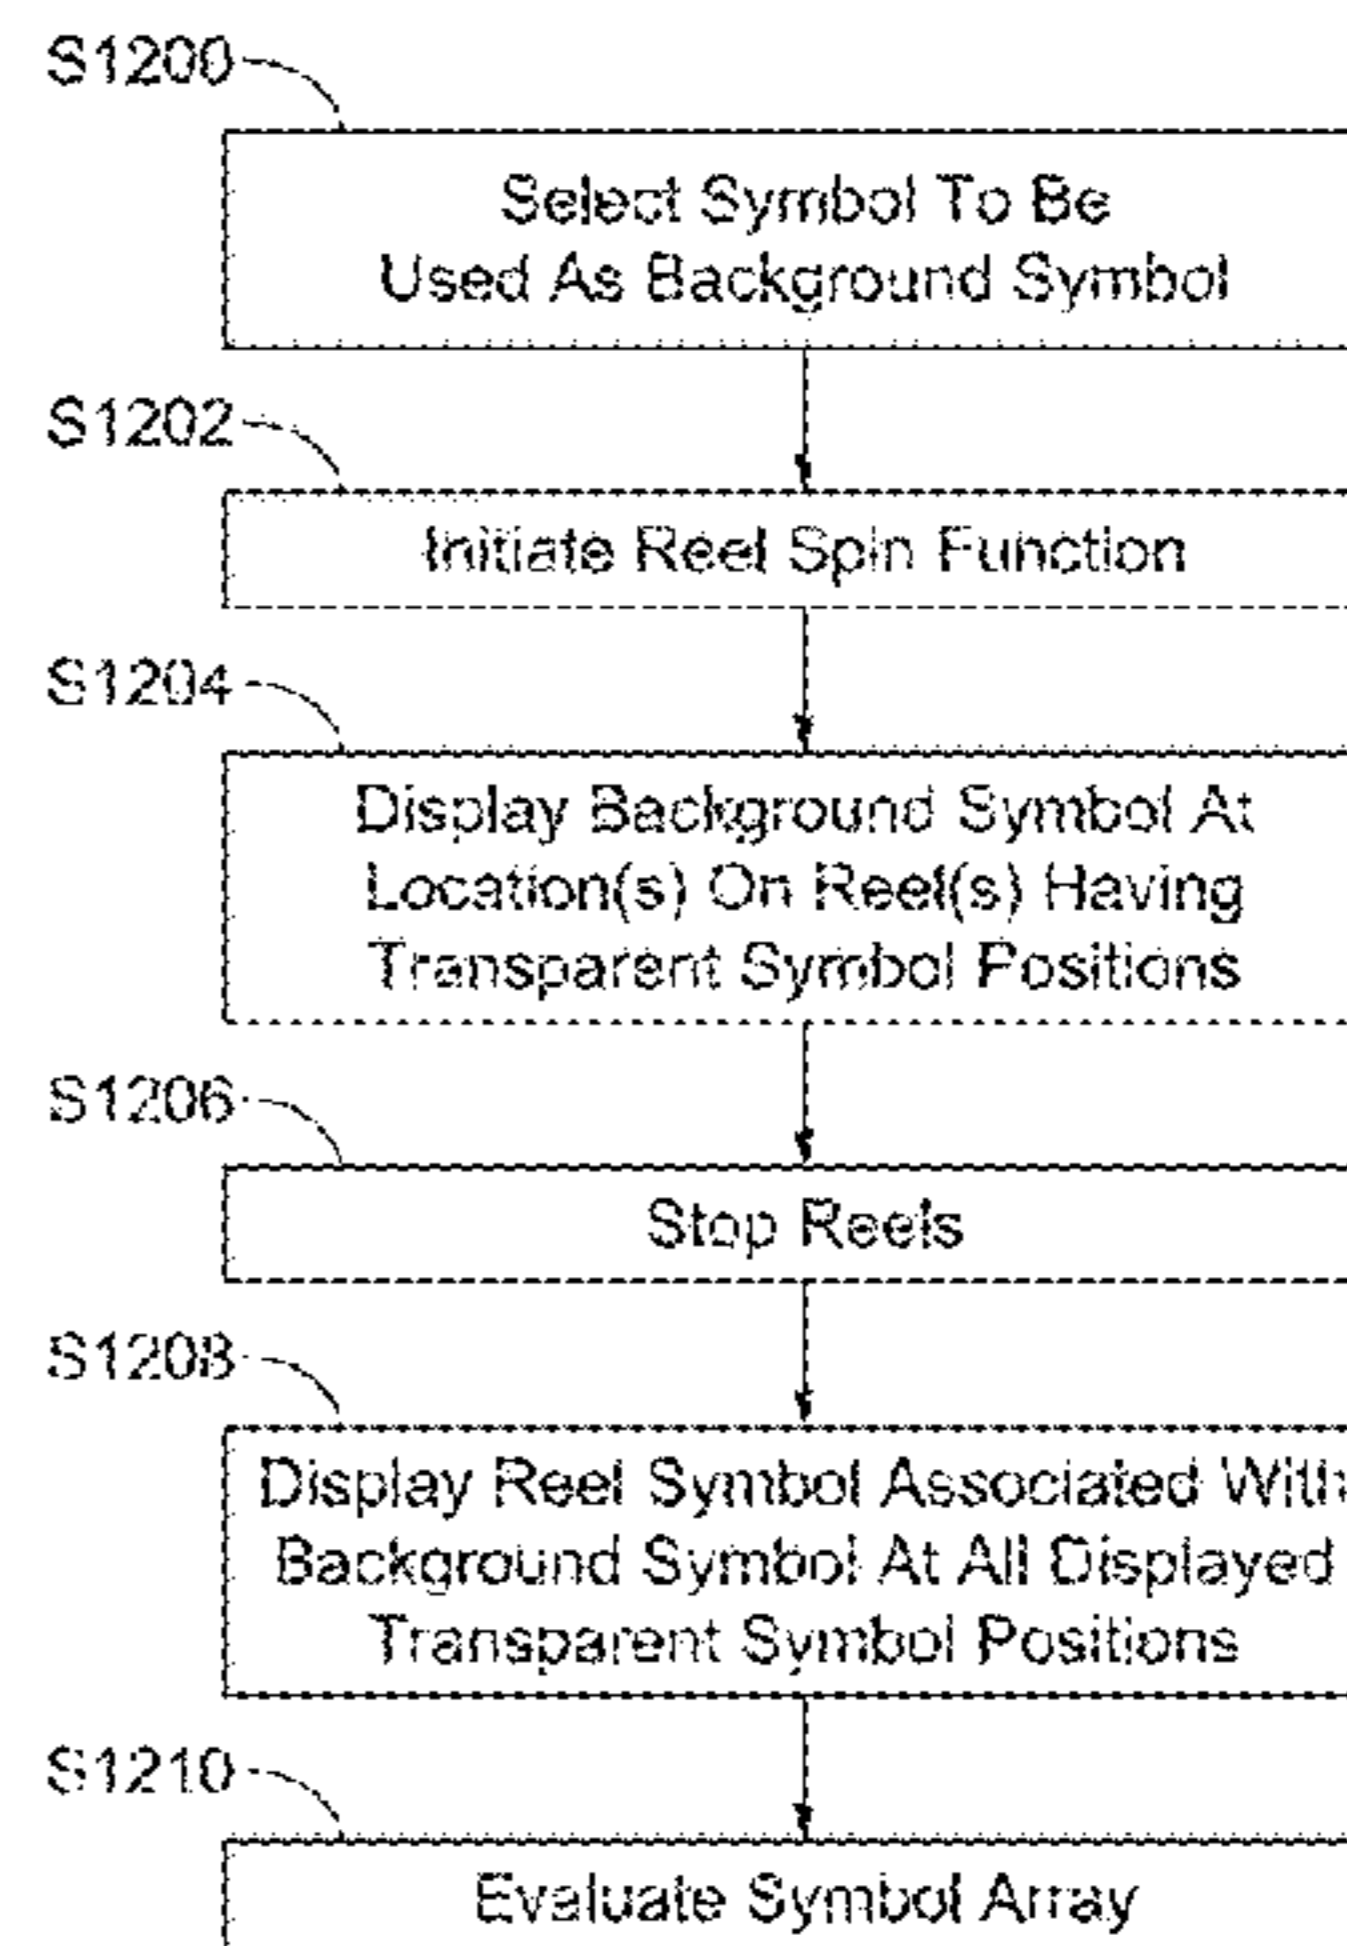 S1200
Select Symbol To Be
Used As Background Symbol
S1202
Initiate Reel Spin Function
S1204
Display Background Symbol At
Location(s) On Reel(s) Having
Transparent Symbol Positions
S1206
Stop Reels
S1208
Display Reel Symbol Associated With
Background Symbol At All Displayed
Transparent Symbol Positions
S1210
Evaluate Symbol Array